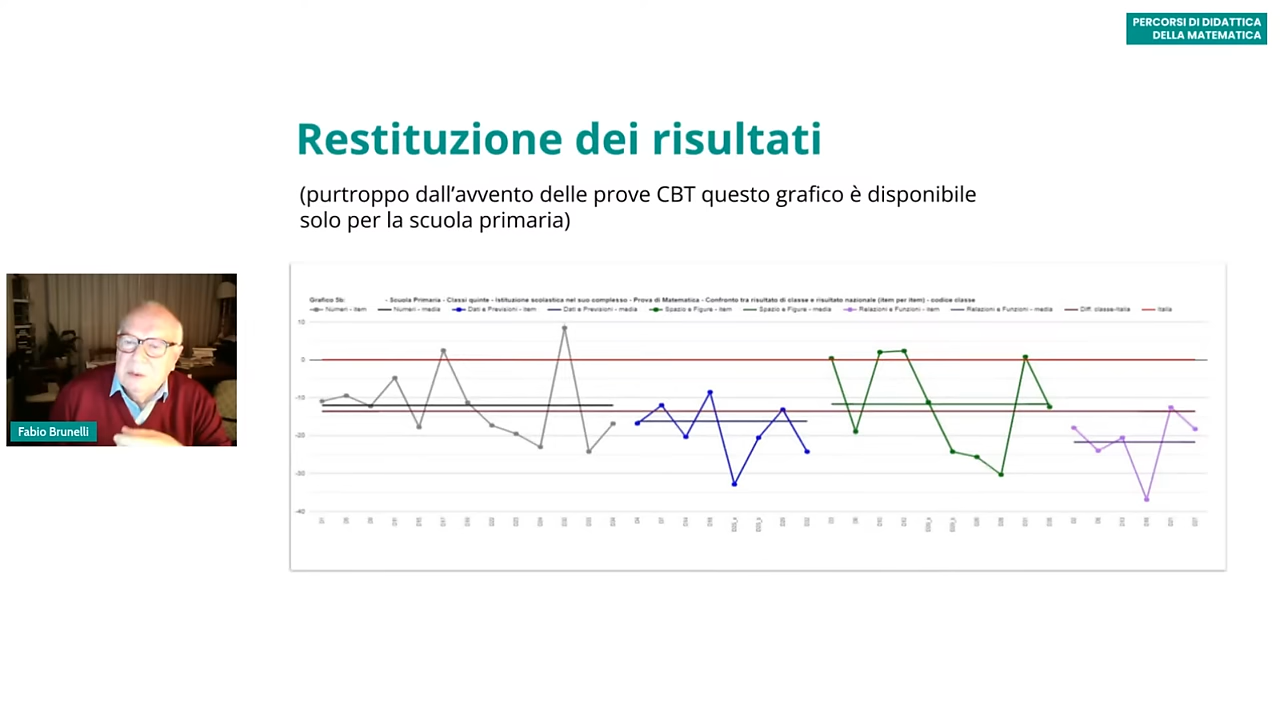 PERCORSI DI DIDATTICA
DELLA MATEMATICA
Restituzione dei risultati
(purtroppo dall’avvento delle prove CBT questo grafico è disponibile
solo per la scuola primaria)
Grafico 5b: - Scuola Primaria - Classi quinte - Istituzione scolastica nel suo complesso - Prova di Matematica - Confronto tra risultato di classe e risultato nazionale (item per item) - codice classe
Numeri - item Numeri - media Dati e Previsioni - item Dati e Previsioni - media Spazio e Figure - item Spazio e Figure - media Relazioni e Funzioni - item Relazioni e Funzioni - media Diff. classe-Italia Italia
10
0
-10
-20
-30
-40
Fabio Brunelli